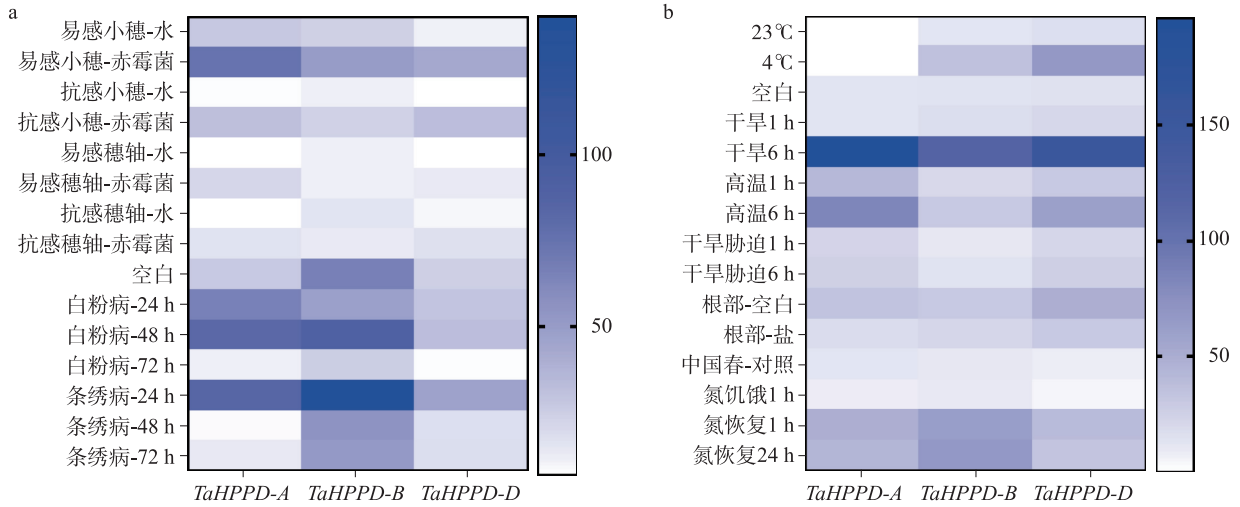 a
易感小穗-水
易感小穗-赤霉菌
抗感小穗-水
抗感小穗-赤霉菌
易感穗轴-水
易感穗轴-赤霉菌
抗感穗轴-水
抗感穗轴-赤霉菌
空白
白粉病-24 h
白粉病-48 h
白粉病-72 h
条绣病-24 h
条绣病-48 h
条绣病-72 h
TaHPPD-A TaHPPD-B TaHPPD-D
100
50
b
23℃
4℃
空白
干旱1 h
干旱6 h
高温1 h
高温6 h
干旱胁迫1 h
干旱胁迫6 h
根部-空白
根部-盐
中国春-对照
氮饥饿1 h
氮恢复1 h
氮恢复24 h
TaHPPD-A TaHPPD-B TaHPPD-D
150
100
50